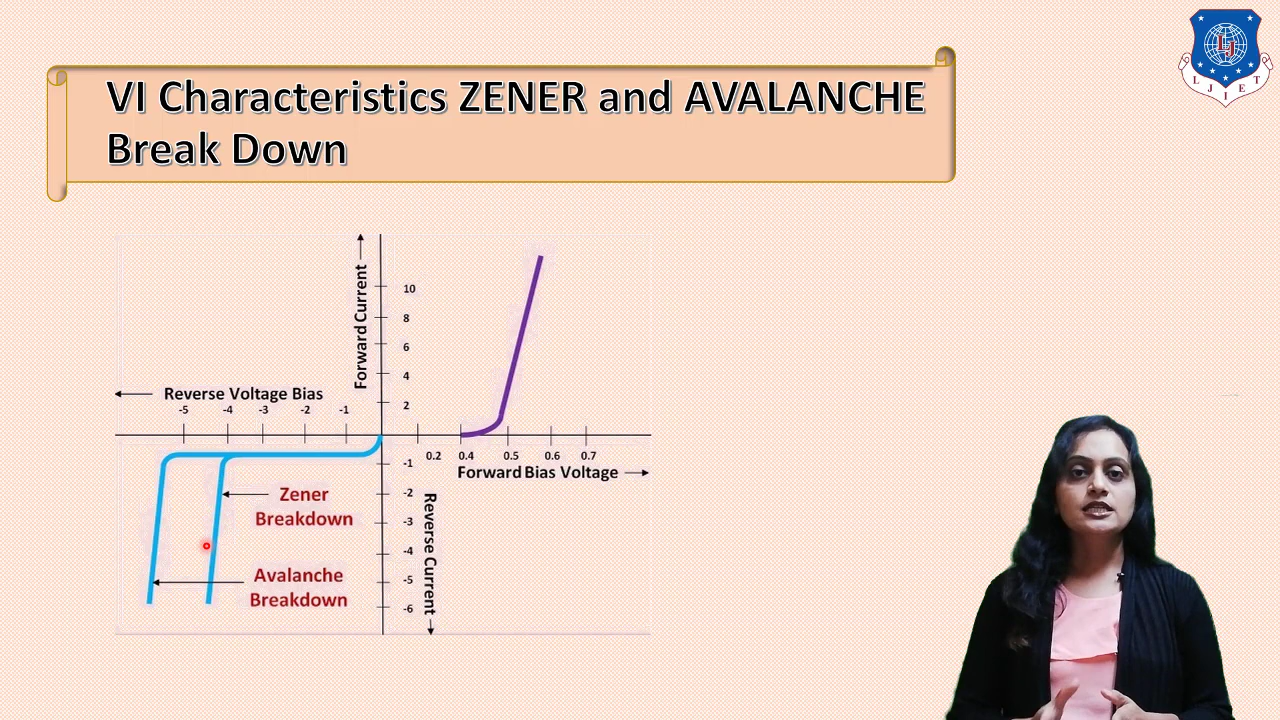 VI Characteristics ZENER and AVALANCHE
Break Down
L J I E T
Forward Current
10
8
6
4
2
Reverse Voltage Bias
-5 -4 -3 -2 -1
0
0.2 0.4 0.5 0.6 0.7
Forward Bias Voltage
-1
-2
-3
-4
-5
-6
Reverse Current
Zener
Breakdown
Avalanche
Breakdown